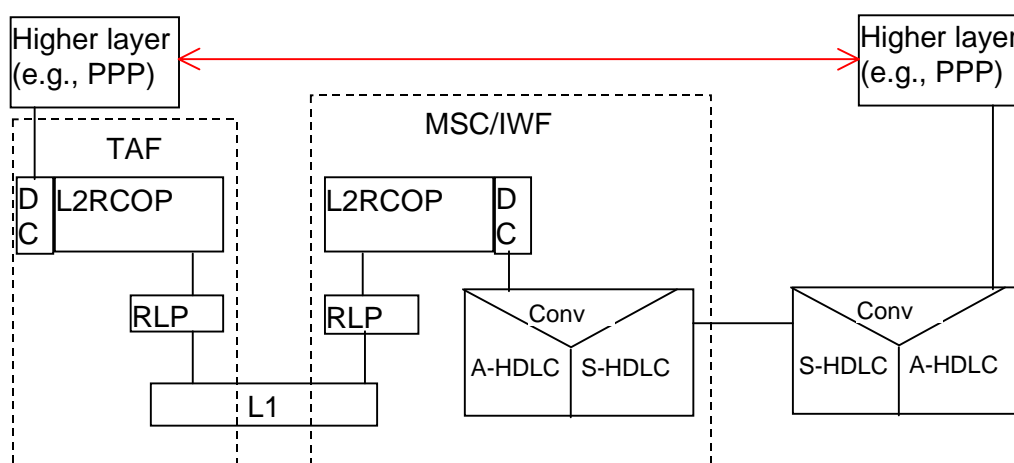 Higher layer
(e.g., PPP)
Higher layer
(e.g., PPP)
TAF
MSC/IWF
D
C
L2RCOP
L2RCOP
D
C
RLP
RLP
Conv
A-HDLC
S-HDLC
Conv
S-HDLC
A-HDLC
L1